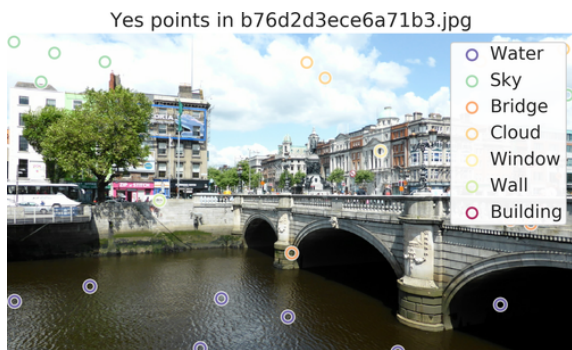 Yes points in b76d2d3ece6a71b3.jpg
Water
Sky
Bridge
Cloud
Window
Wall
Building